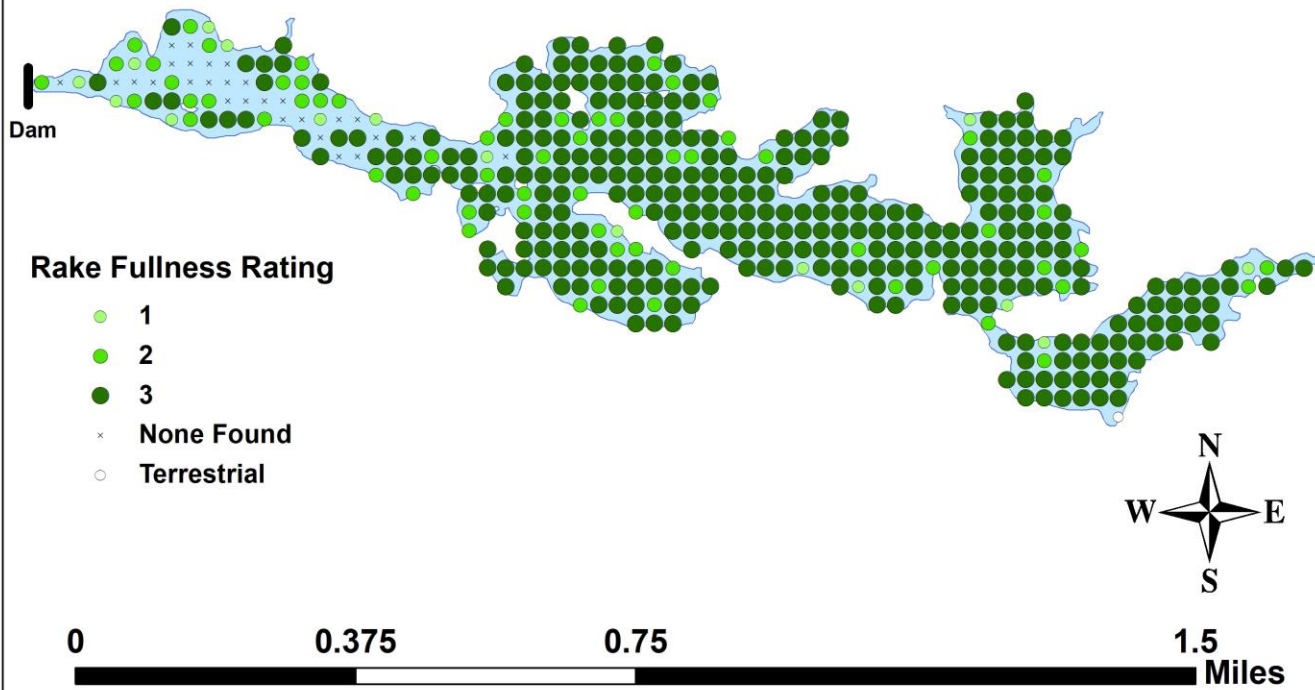 Dam
Rake Fullness Rating
1
2
3
None Found
Terrestrial
N
W E
S
0 0.375 0.75 1.5
Miles